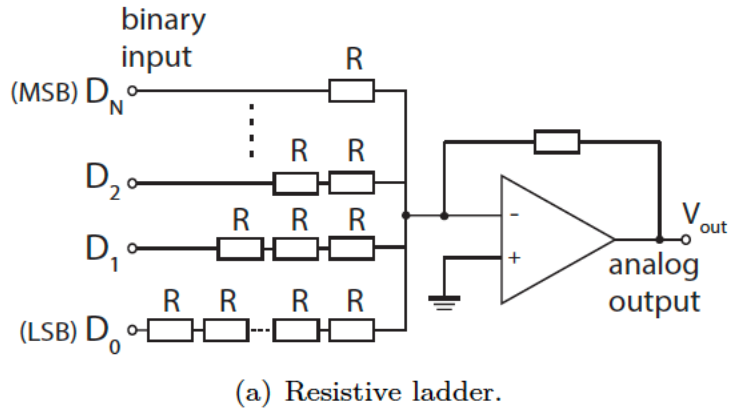 binary
input
R
(MSB) D_N
R R
D_2
R R R
D_1
R R R R
(LSB) D_0
-
+
V_out
analog
output
(a) Resistive ladder.